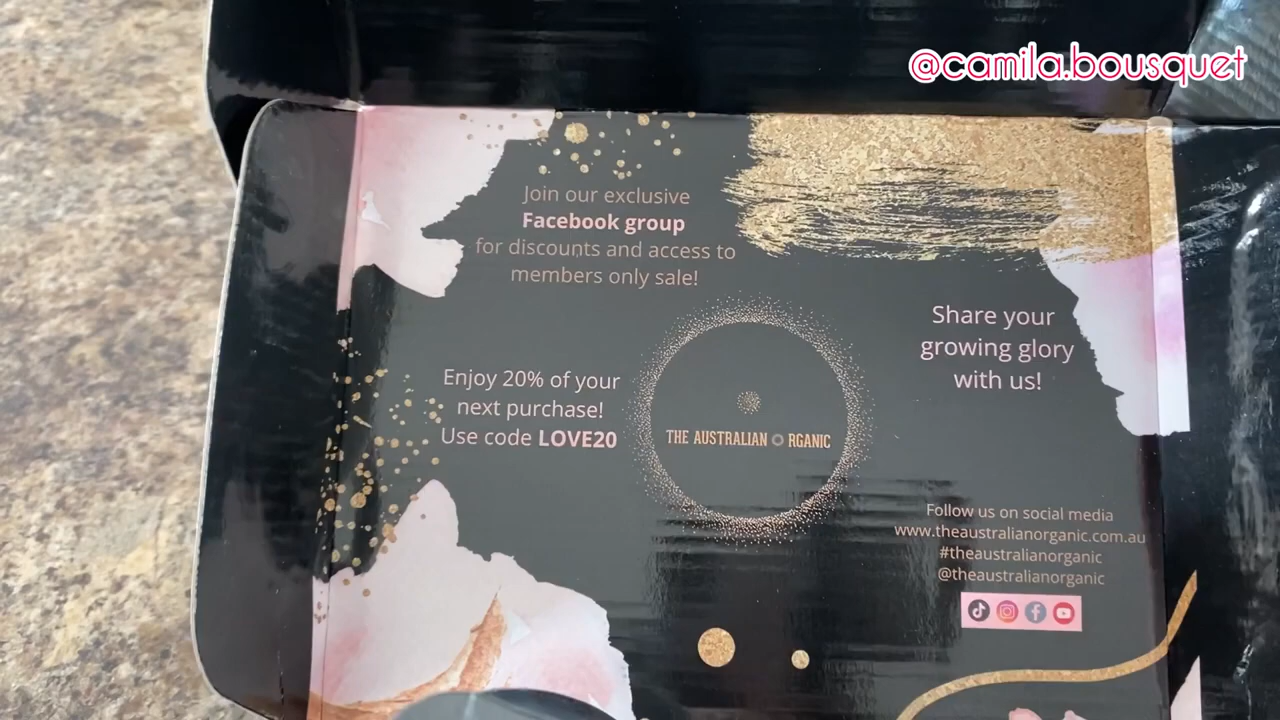 @camila.bousquet
Join our exclusive
Facebook group
for discounts and access to
members only sale!
Share your
growing glory
with us!
Enjoy 20% of your
next purchase!
Use code LOVE20
THE AUSTRALIAN ORGANIC
Follow us on social media
www.theaustralianorganic.com.au
#theaustralianorganic
@theaustralianorganic